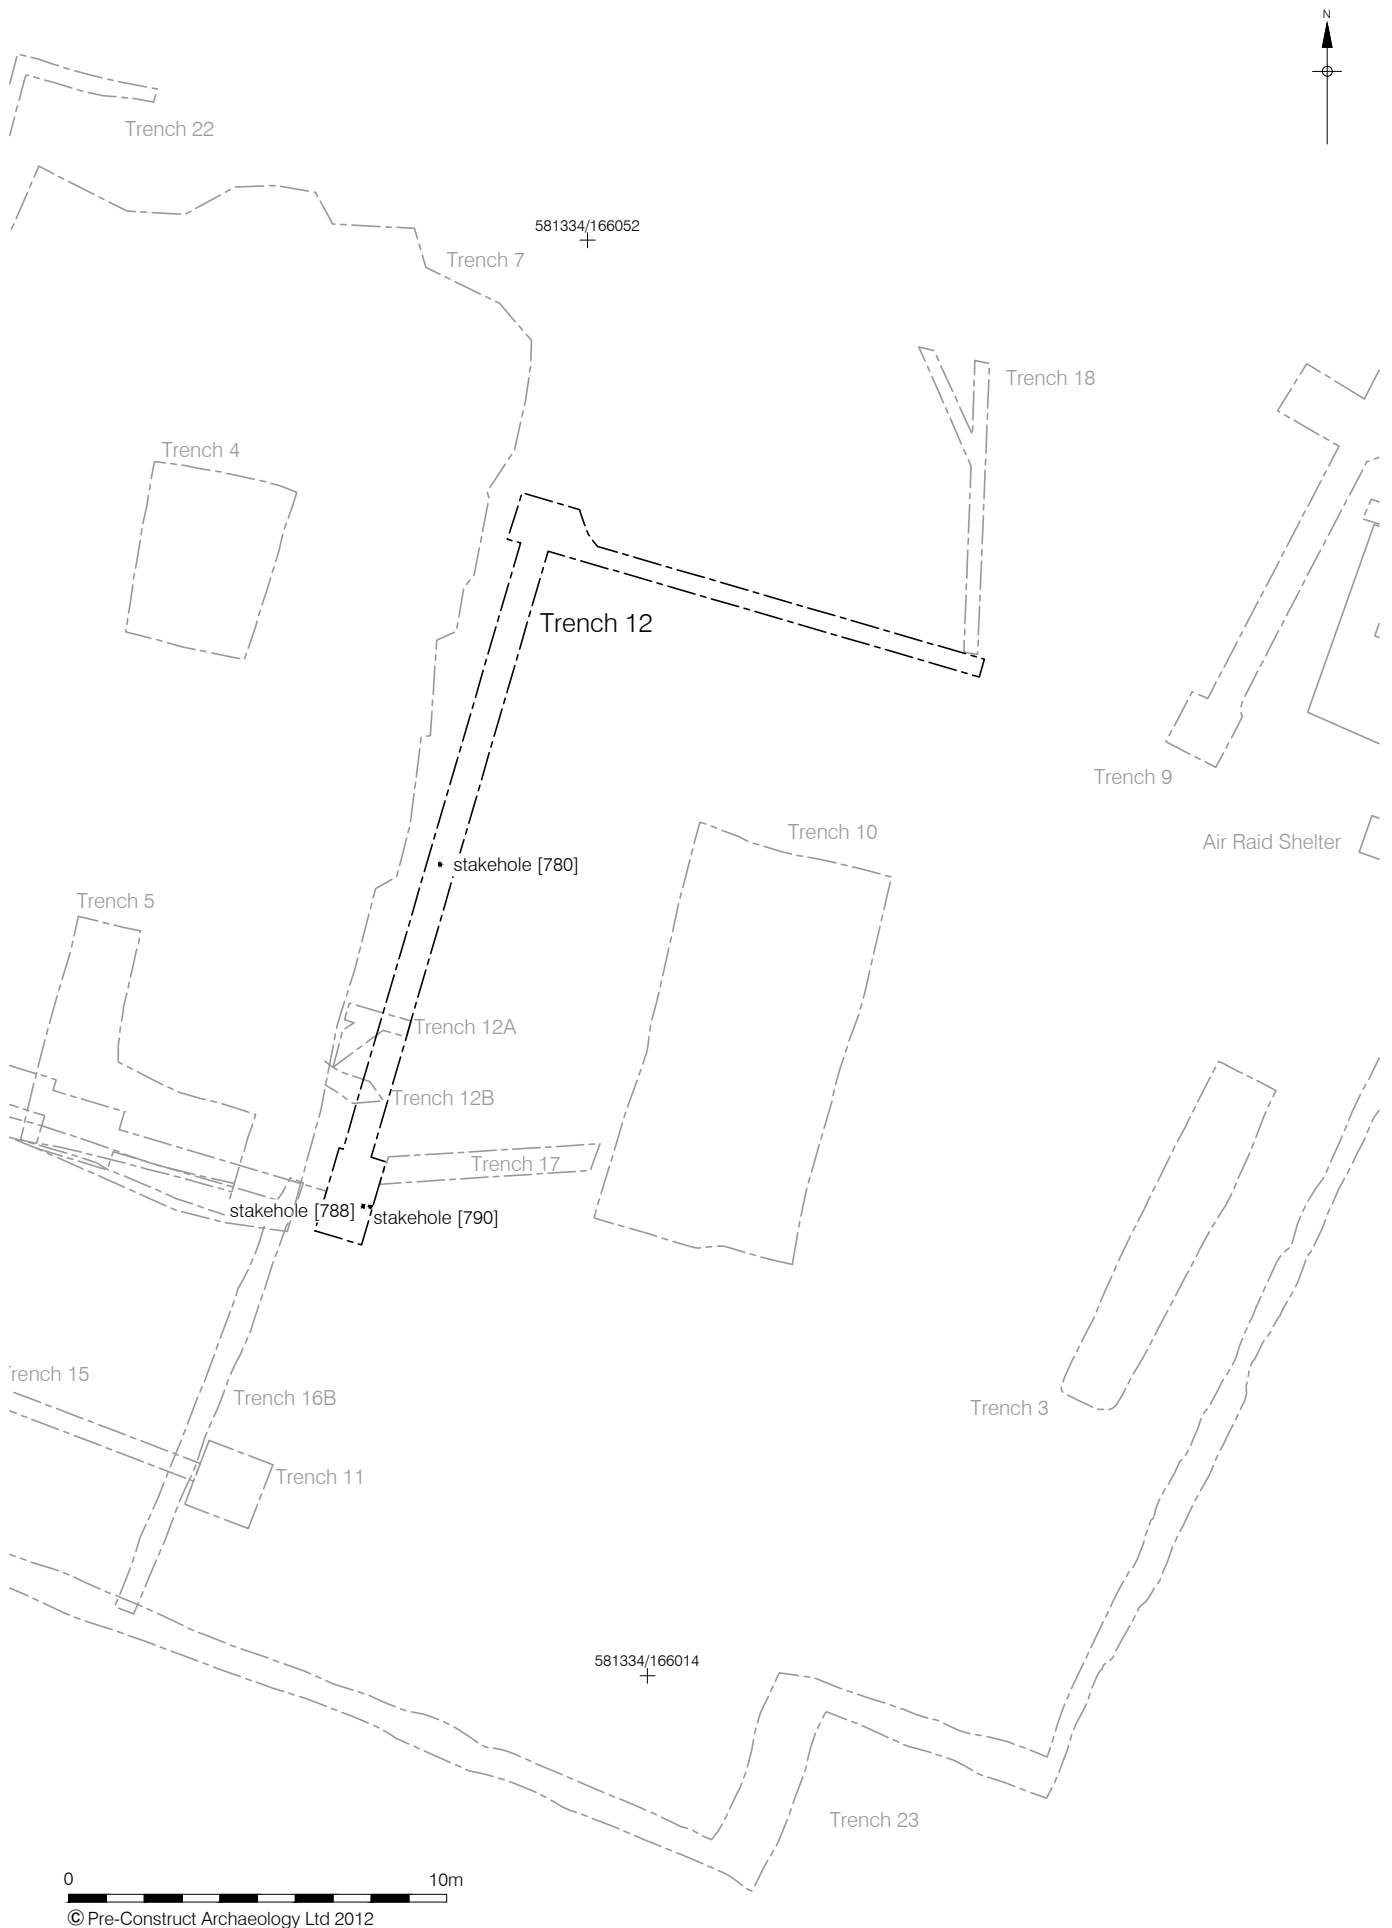 N
Trench 22
581334/166052
Trench 7
Trench 18
Trench 4
Trench 12
Trench 9
Trench 10
Air Raid Shelter
stakehole [780]
Trench 5
Trench 12A
Trench 12B
Trench 17
stakehole [788]
stakehole [790]
rench 15
Trench 16B
Trench 3
Trench 11
581334/166014
Trench 23
0 10m
© Pre-Construct Archaeology Ltd 2012